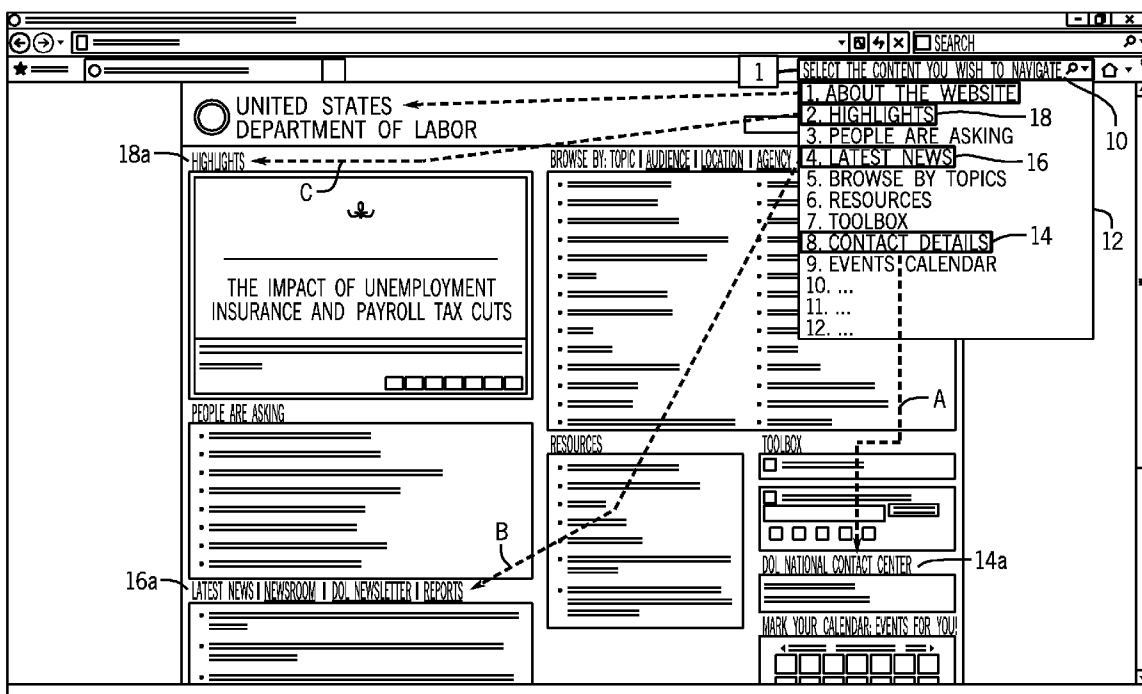 SEARCH
1
SELECT THE CONTENT YOU WISH TO NAVIGATE
1. ABOUT THE WEBSITE
2. HIGHLIGHTS
3. PEOPLE ARE ASKING
4. LATEST NEWS
5. BROWSE BY TOPICS
6. RESOURCES
7. TOOLBOX
8. CONTACT DETAILS
9. EVENTS CALENDAR
10. ...
11. ...
12. ...
18
10
16
14
12
UNITED STATES
DEPARTMENT OF LABOR
18a
HIGHLIGHTS
C
BROWSE BY: TOPIC | AUDIENCE | LOCATION | AGENCY
THE IMPACT OF UNEMPLOYMENT
INSURANCE AND PAYROLL TAX CUTS
A
PEOPLE ARE ASKING
RESOURCES
TOOLBOX
B
16a
LATEST NEWS | NEWSROOM | DOL NEWSLETTER | REPORTS
DOL NATIONAL CONTACT CENTER
14a
MARK YOUR CALENDAR: EVENTS FOR YOU!